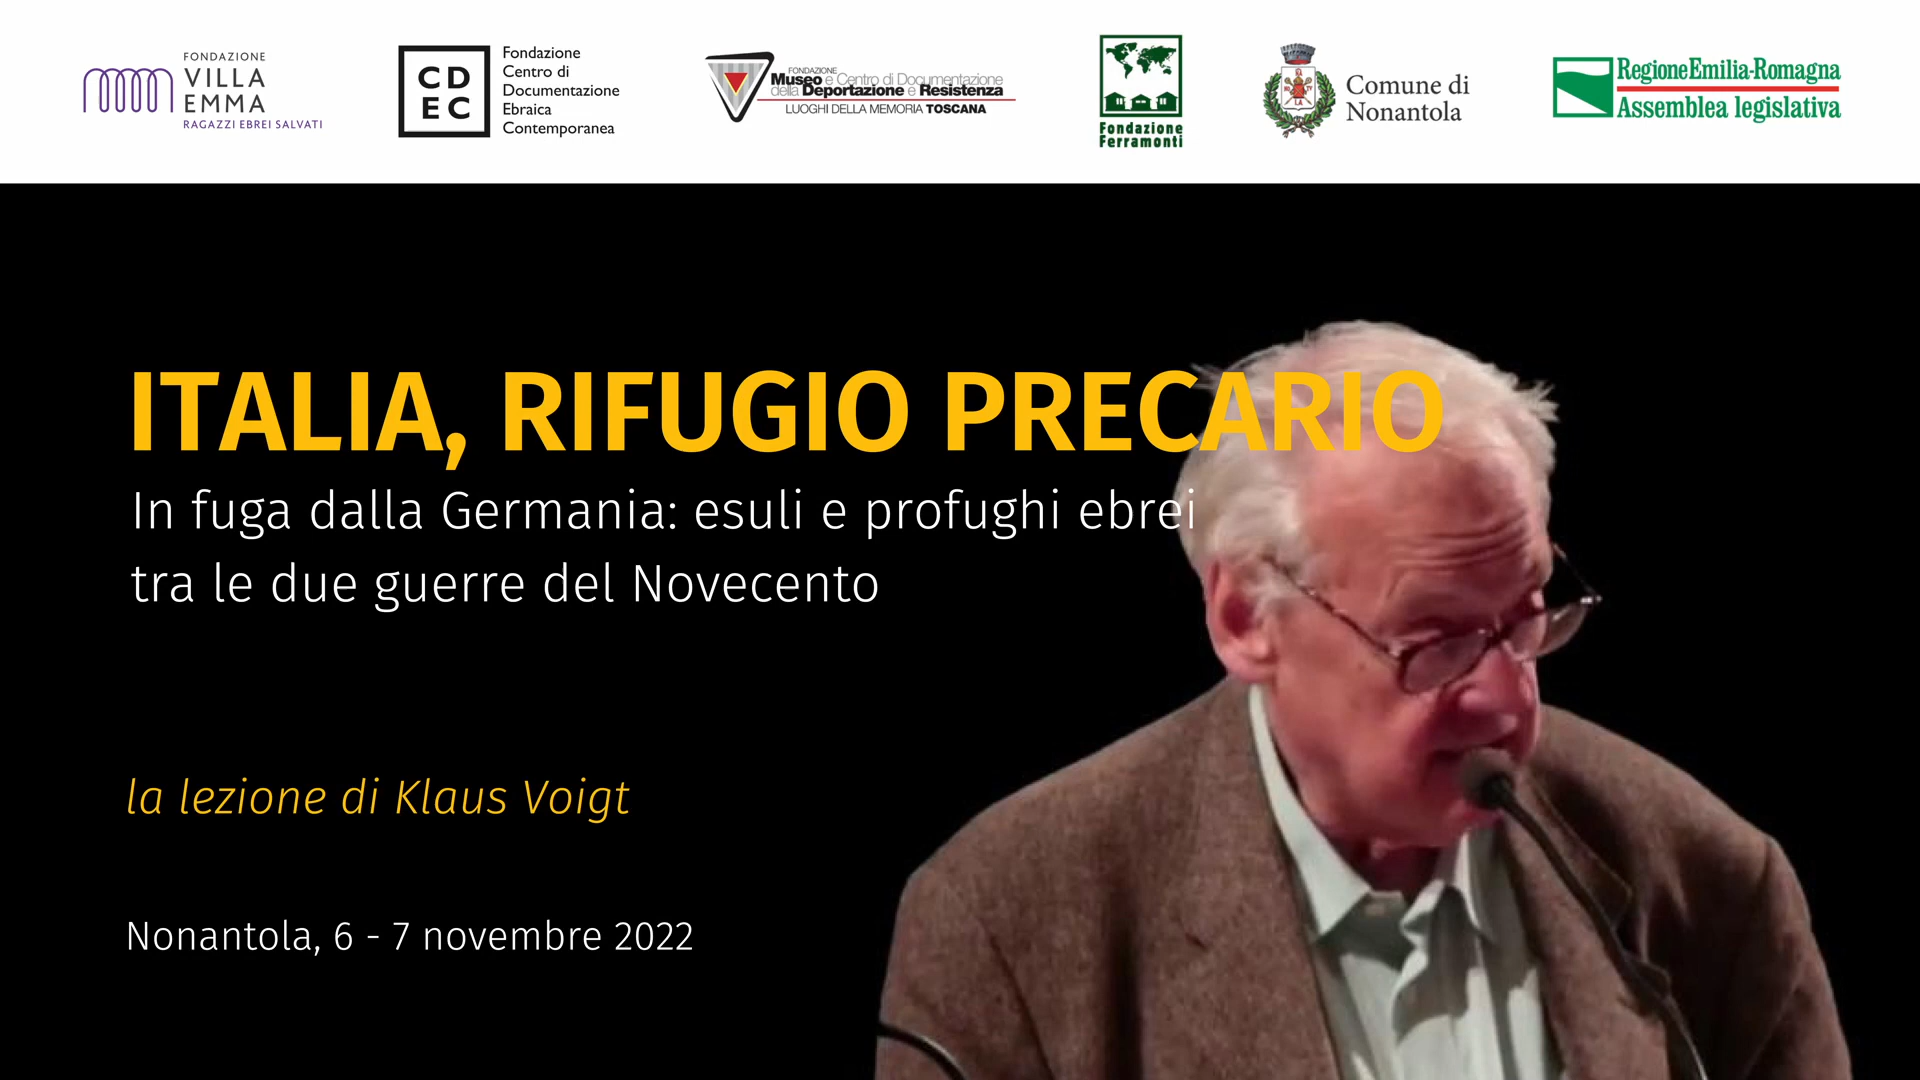 FONDAZIONE
VILLA
EMMA
RAGAZZI EBREI SALVATI
CD
EC
Fondazione
Centro di
Documentazione
Ebraica
Contemporanea
FONDAZIONE
Museo e Centro di Documentazione
della Deportazione e Resistenza
LUOGHI DELLA MEMORIA TOSCANA
Fondazione
Ferramonti
Comune di
Nonantola
RegioneEmilia-Romagna
Assemblea legislativa
ITALIA, RIFUGIO PRECARIO
In fuga dalla Germania: esuli e profughi ebrei
tra le due guerre del Novecento
la lezione di Klaus Voigt
Nonantola, 6 - 7 novembre 2022